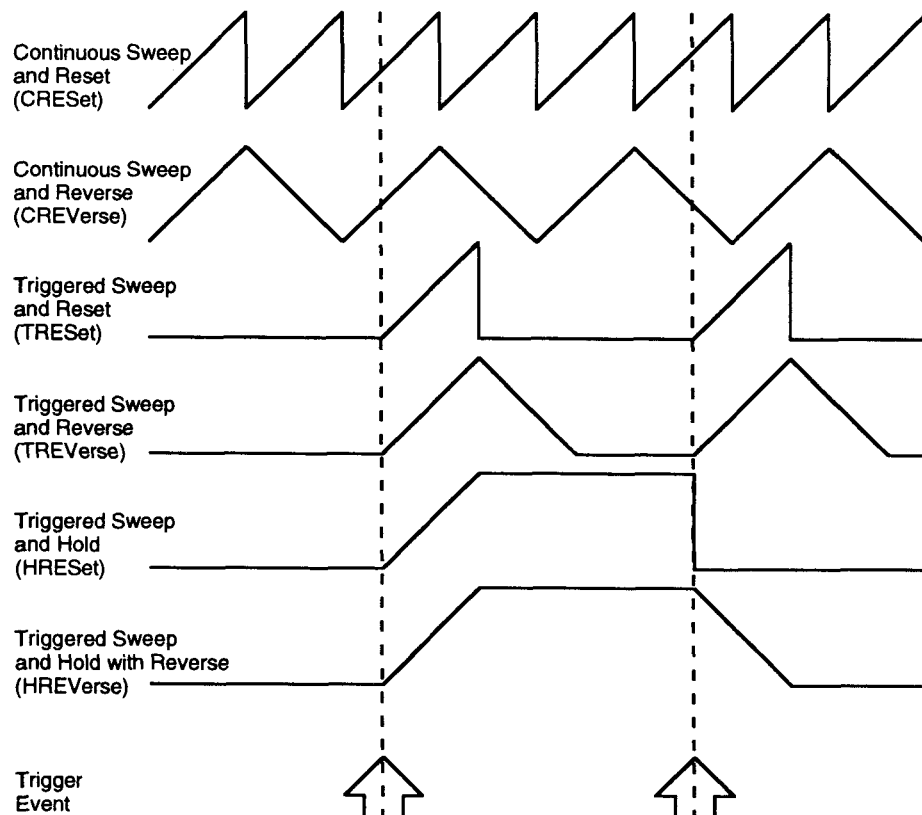 Continuous Sweep
and Reset
(CRESet)
Continuous Sweep
and Reverse
(CREVerse)
Triggered Sweep
and Reset
(TRESet)
Triggered Sweep
and Reverse
(TREVerse)
Triggered Sweep
and Hold
(HRESet)
Triggered Sweep
and Hold with Reverse
(HREVerse)
Trigger
Event